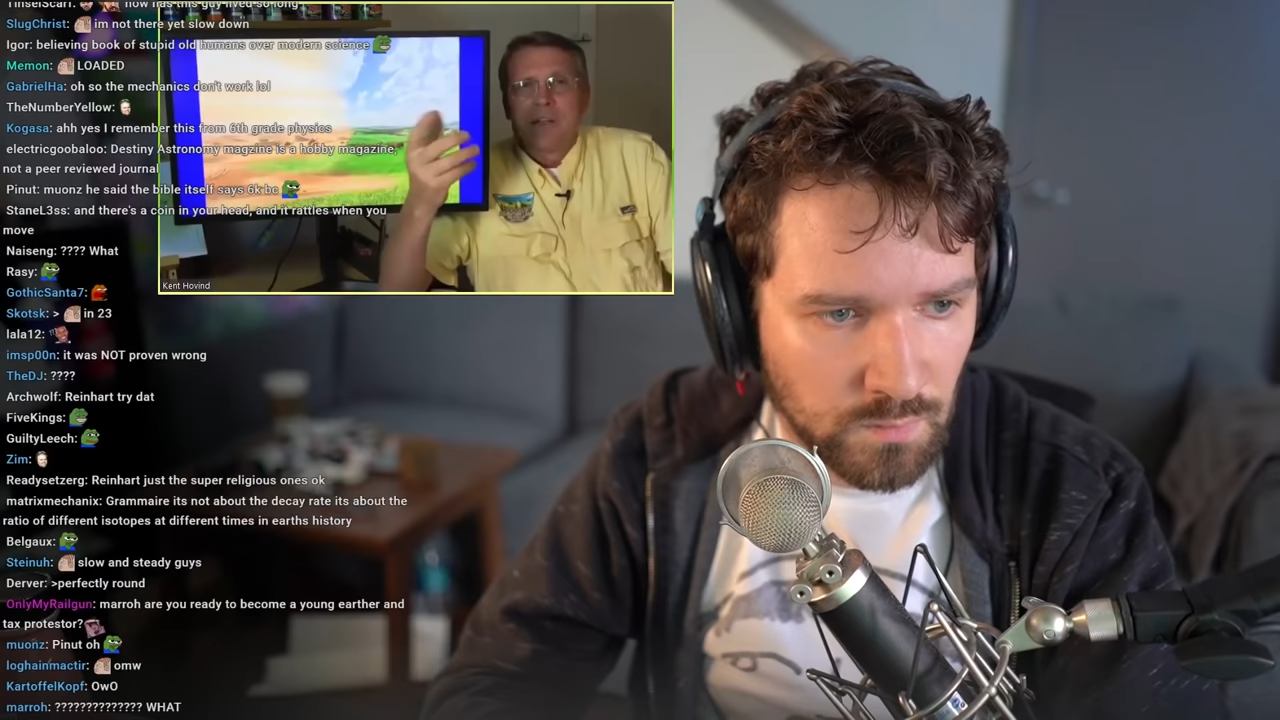 TinselScarf: how has this guy lived so long
SlugChrist: im not there yet slow down
Igor: believing book of stupid old humans over modern science
Memon: LOADED
GabrielHa: oh so the mechanics don't work lol
TheNumberYellow:
Kogasa: ahh yes I remember this from 6th grade physics
electricgoobaloo: Destiny Astronomy magzine is a hobby magazine,
not a peer reviewed journal
Pinut: muonz he said the bible itself says 6k bc
StaneL3ss: and there's a coin in your head, and it rattles when you
move
Naiseng: ???? What
Rasy:
GothicSanta7:
Skotsk: > in 23
lala12:
imsp00n: it was NOT proven wrong
TheDJ: ????
Archwolf: Reinhart try dat
FiveKings:
GuiltyLeech:
Zim:
Readysetzerg: Reinhart just the super religious ones ok
matrixmechanix: Grammaire its not about the decay rate its about the
ratio of different isotopes at different times in earths history
Belgaux:
Steinuh: slow and steady guys
Derver: >perfectly round
OnlyMyRailgun: marroh are you ready to become a young earther and
tax protestor?
muonz: Pinut oh
loghainmactir: omw
KartoffelKopf: OwO
marroh: ?????????????? WHAT
Kent Hovind